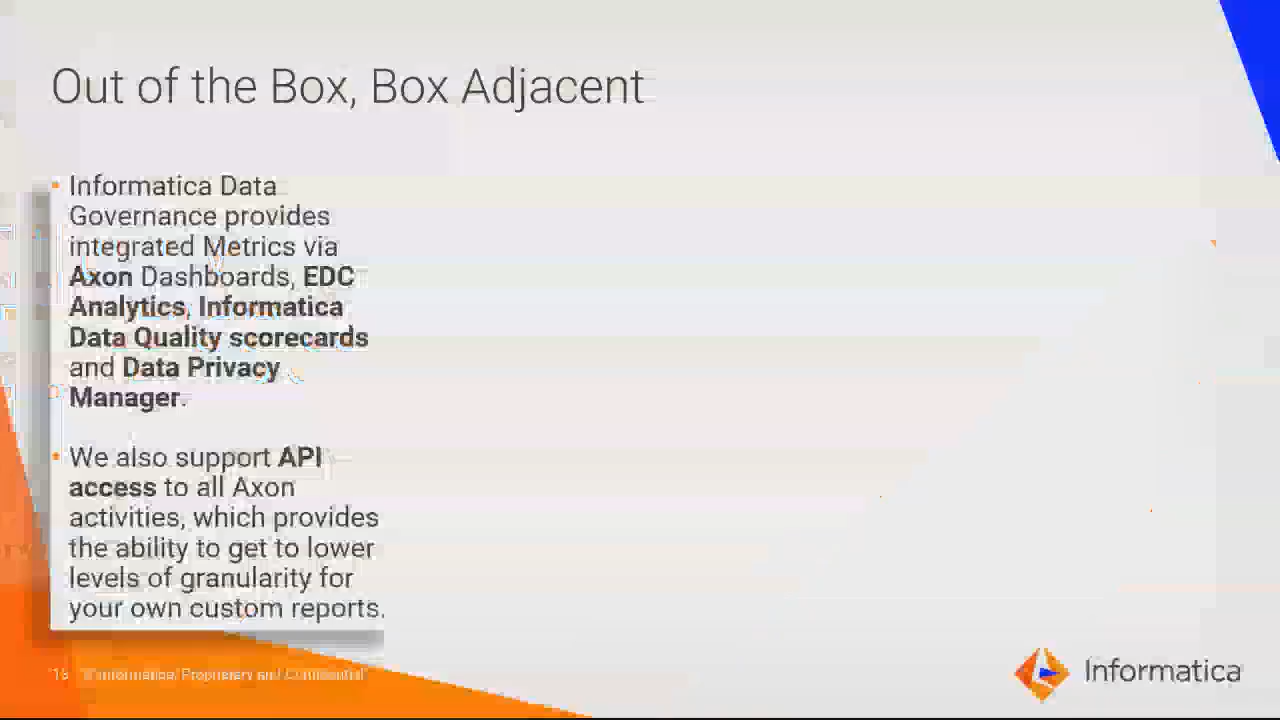 Out of the Box, Box Adjacent
• Informatica Data
Governance provides
integrated Metrics via
Axon Dashboards, EDC
Analytics, Informatica
Data Quality scorecards
and Data Privacy
Manager.
• We also support API
access to all Axon
activities, which provides
the ability to get to lower
levels of granularity for
your own custom reports.
Informatica. Proprietary and Confidential
Informatica